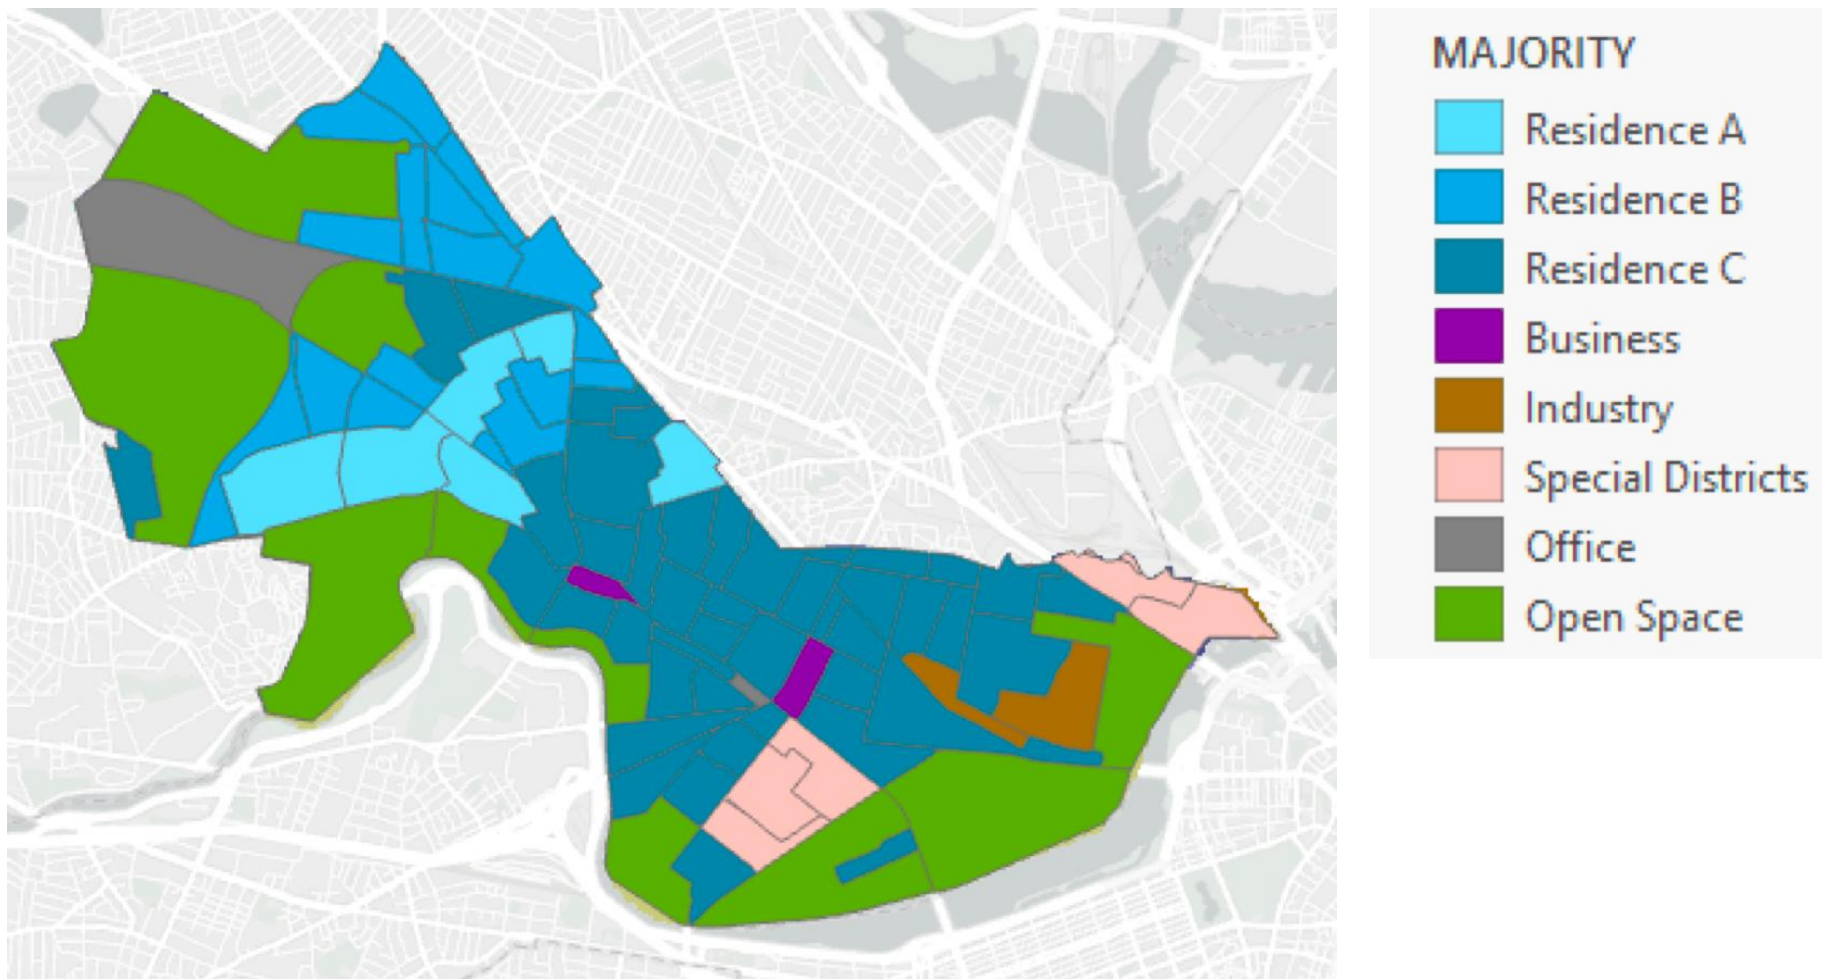 MAJORITY
Residence A
Residence B
Residence C
Business
Industry
Special Districts
Office
Open Space